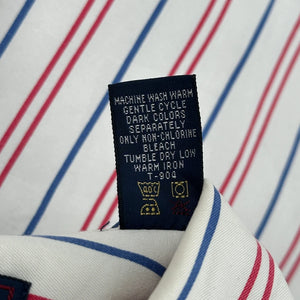 MACHINE WASH WARM
GENTLE CYCLE
DARK COLORS
SEPARATELY
ONLY NON-CHLORINE
BLEACH
TUMBLE DRY LOW
WARM IRON
T-904